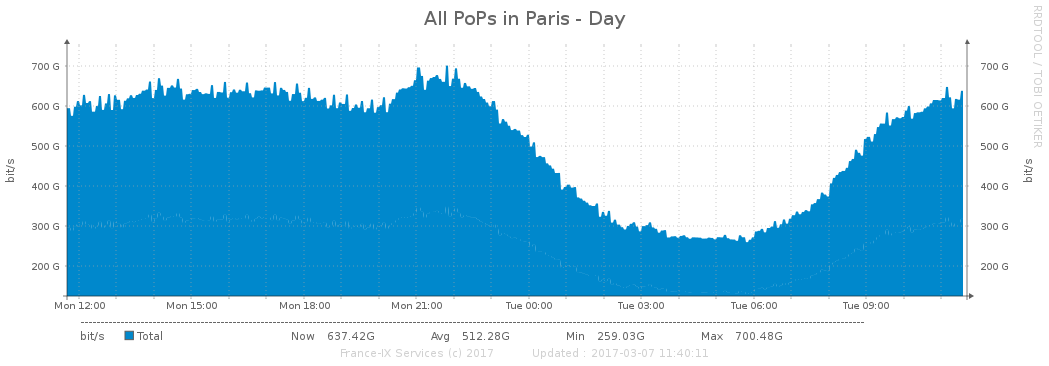 All PoPs in Paris - Day
RRDTOOL / TOBI OETIKER
bit/s
700 G
600 G
500 G
400 G
300 G
200 G
700 G
600 G
500 G
400 G
300 G
200 G
bit/s
Mon 12:00 Mon 15:00 Mon 18:00 Mon 21:00 Tue 00:00 Tue 03:00 Tue 06:00 Tue 09:00
bit/s Total Now 637.42G Avg 512.28G Min 259.03G Max 700.48G
France-IX Services (c) 2017 Updated : 2017-03-07 11:40:11